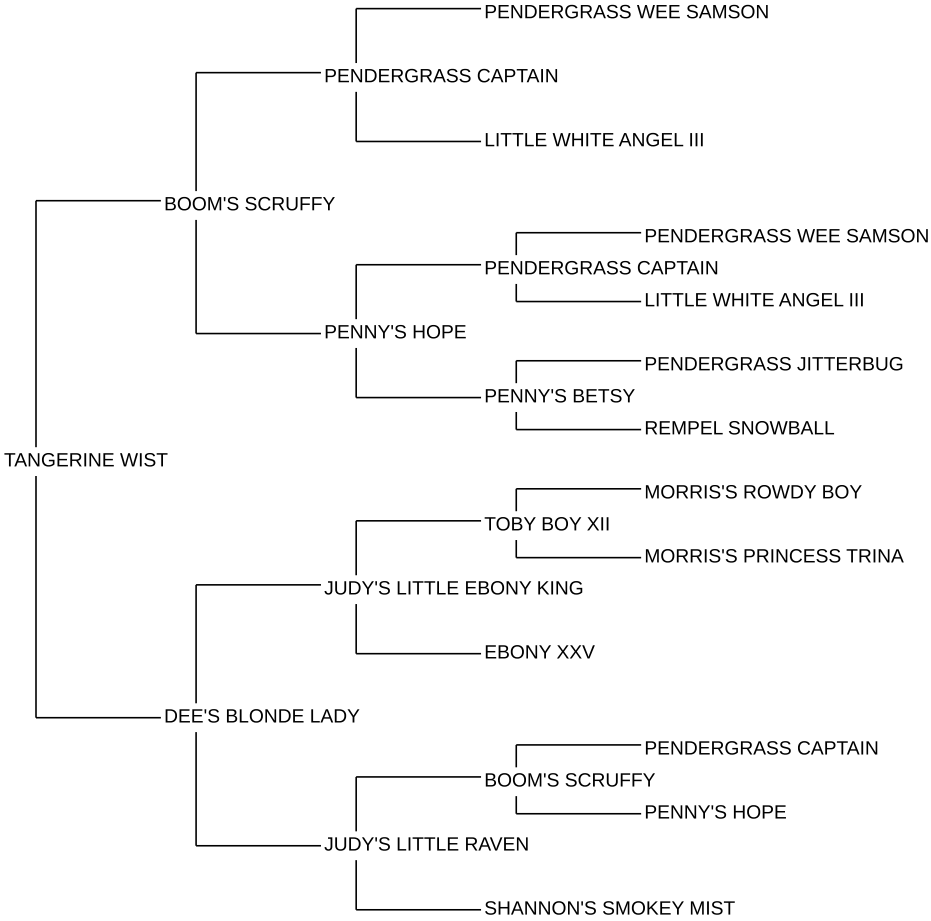 PENDERGRASS WEE SAMSON
PENDERGRASS CAPTAIN
LITTLE WHITE ANGEL III
BOOM'S SCRUFFY
PENDERGRASS WEE SAMSON
PENDERGRASS CAPTAIN
LITTLE WHITE ANGEL III
PENNY'S HOPE
PENDERGRASS JITTERBUG
PENNY'S BETSY
REMPEL SNOWBALL
TANGERINE WIST
MORRIS'S ROWDY BOY
TOBY BOY XII
MORRIS'S PRINCESS TRINA
JUDY'S LITTLE EBONY KING
EBONY XXV
DEE'S BLONDE LADY
PENDERGRASS CAPTAIN
BOOM'S SCRUFFY
PENNY'S HOPE
JUDY'S LITTLE RAVEN
SHANNON'S SMOKEY MIST